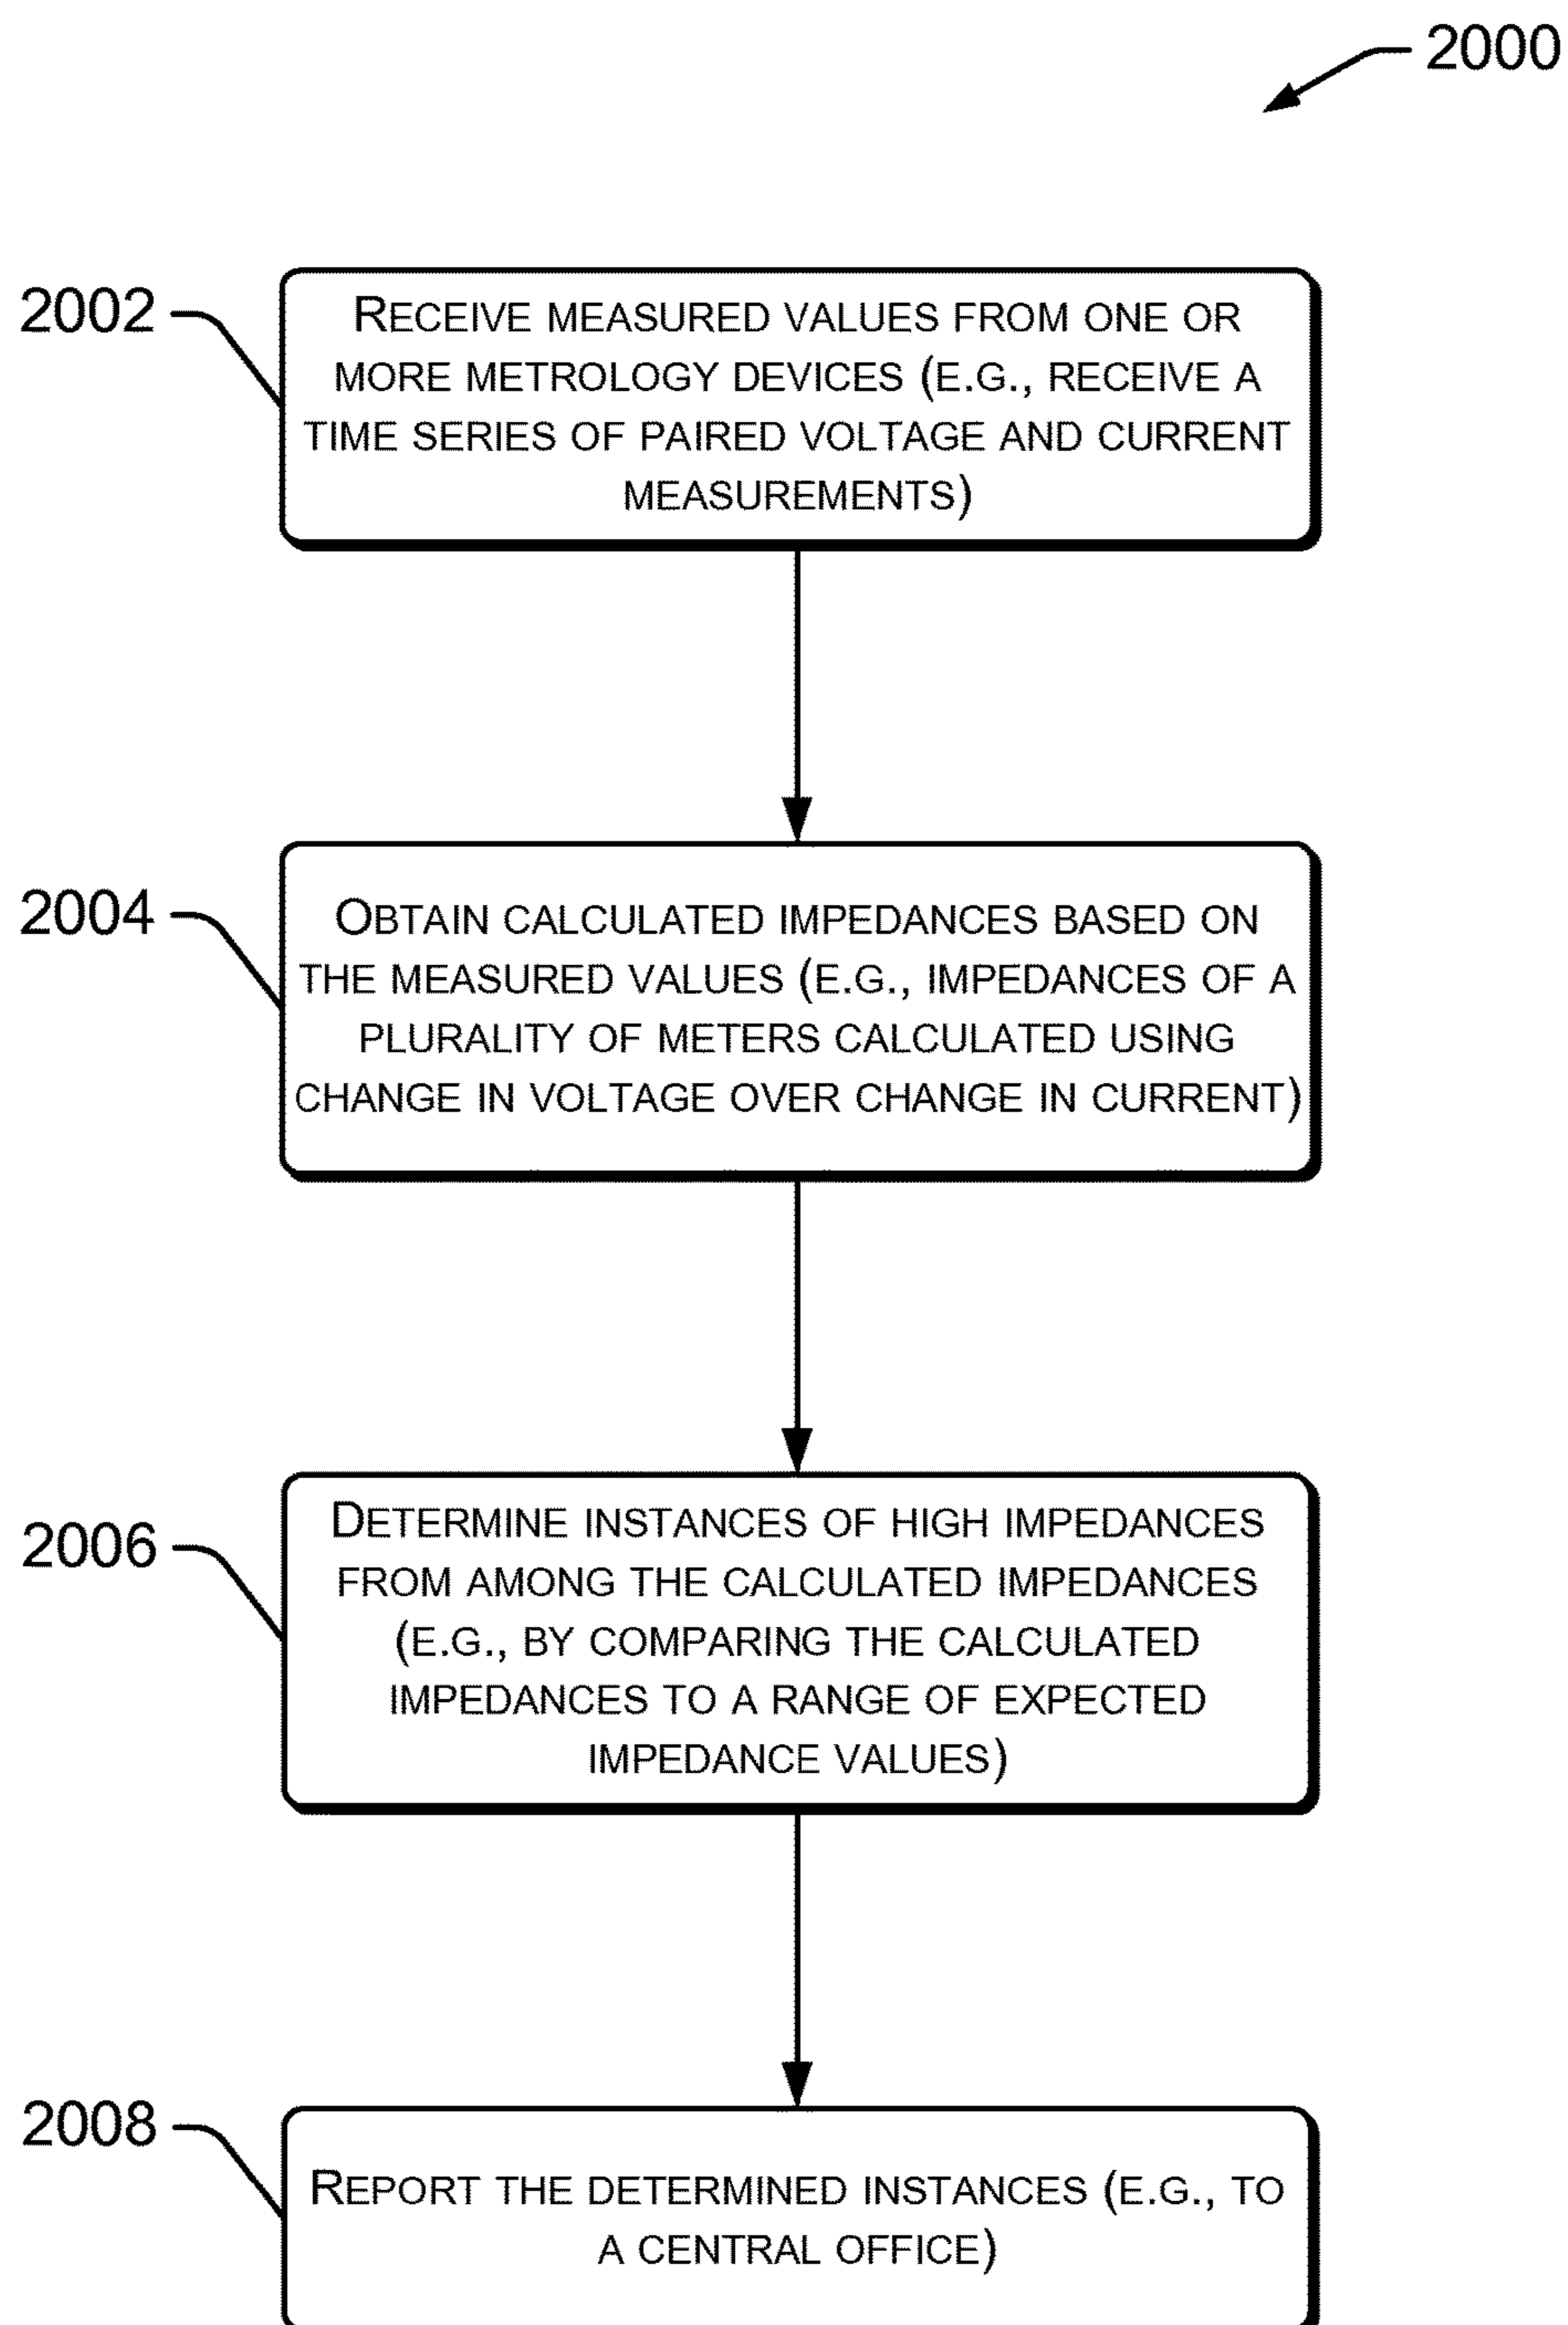 2000
2002
RECEIVE MEASURED VALUES FROM ONE OR
MORE METROLOGY DEVICES (E.G., RECEIVE A
TIME SERIES OF PAIRED VOLTAGE AND CURRENT
MEASUREMENTS)
2004
OBTAIN CALCULATED IMPEDANCES BASED ON
THE MEASURED VALUES (E.G., IMPEDANCES OF A
PLURALITY OF METERS CALCULATED USING
CHANGE IN VOLTAGE OVER CHANGE IN CURRENT)
2006
DETERMINE INSTANCES OF HIGH IMPEDANCES
FROM AMONG THE CALCULATED IMPEDANCES
(E.G., BY COMPARING THE CALCULATED
IMPEDANCES TO A RANGE OF EXPECTED
IMPEDANCE VALUES)
2008
REPORT THE DETERMINED INSTANCES (E.G., TO
A CENTRAL OFFICE)